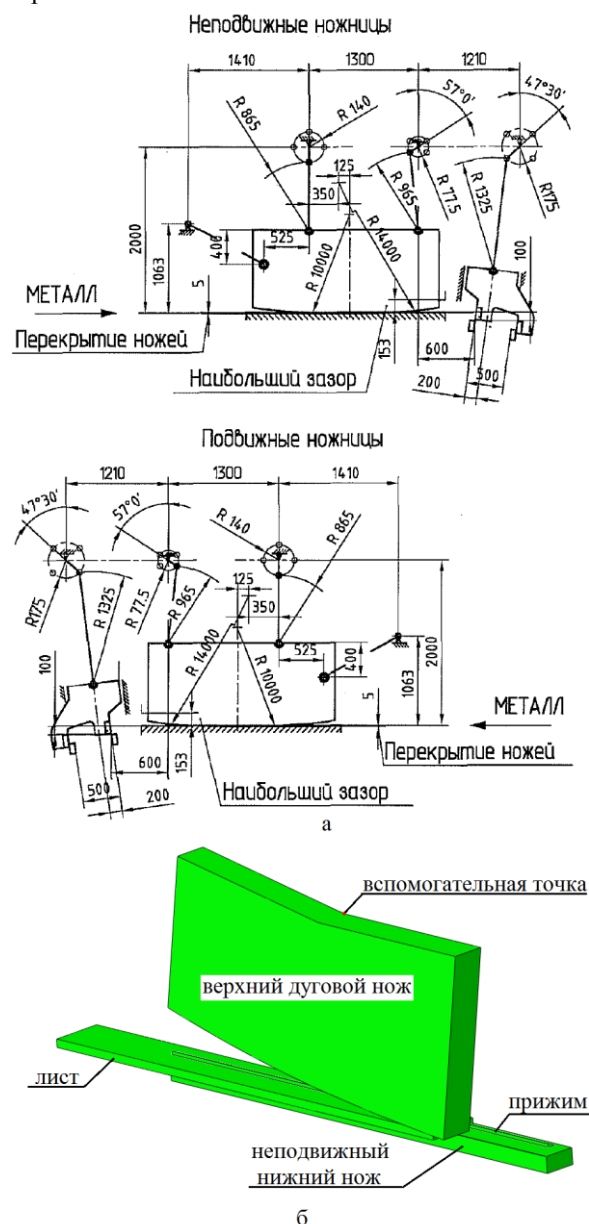 Неподвижные ножницы
1410
1300
1210
57°0'
47°30'
R 865
R 140
125
350
R 965
R 77.5
R 1325
R175
2000
1063
525
400
R 10000
R 14000
100
5
МЕТАЛЛ
Перекрытие ножей
153
600
500
200
Наибольший зазор
Подвижные ножницы
1210
1300
1410
47°30'
57°0'
R 140
R 865
125
350
R175
R 1325
R 77.5
R 965
2000
525
400
1063
R 14000
R 10000
100
5
МЕТАЛЛ
Перекрытие ножей
600
153
500
200
Наибольший зазор
а
вспомогательная точка
верхний дуговой нож
лист
прижим
неподвижный
нижний нож
б